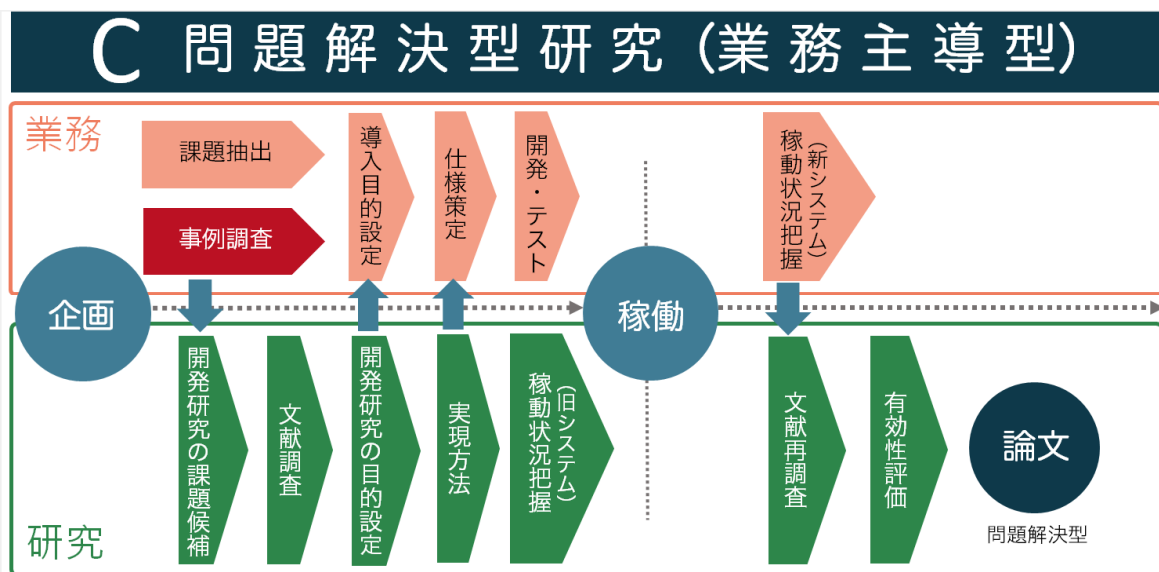 C 問題解決型研究(業務主導型)
業務
課題抽出
事例調査
導入目的設定
仕様策定
開発・テスト
稼動状況把握
(新システム)
企画
稼働
開発研究の課題候補
文献調査
開発研究の目的設定
実現方法
稼動状況把握
(旧システム)
文献再調査
有効性評価
論文
問題解決型
研究